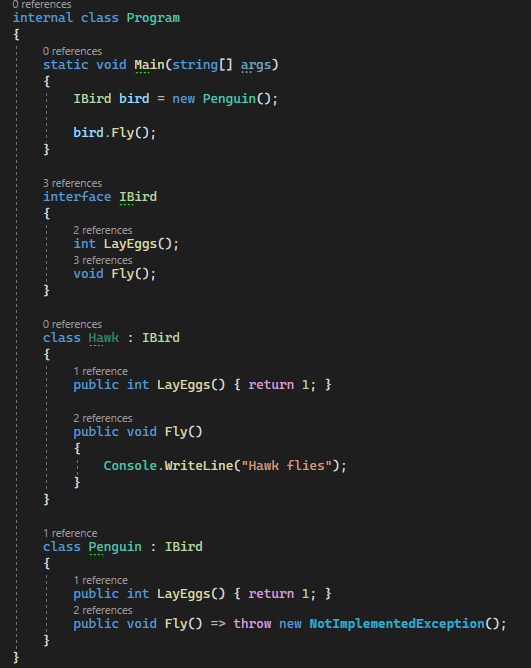 0 references
internal class Program
{
0 references
static void Main(string[] args)
{
IBird bird = new Penguin();
bird.Fly();
}
3 references
interface IBird
{
2 references
int LayEggs();
3 references
void Fly();
}
0 references
class Hawk : IBird
{
1 reference
public int LayEggs() { return 1; }
2 references
public void Fly()
{
Console.WriteLine("Hawk flies");
}
}
1 reference
class Penguin : IBird
{
1 reference
public int LayEggs() { return 1; }
2 references
public void Fly() => throw new NotImplementedException();
}
}